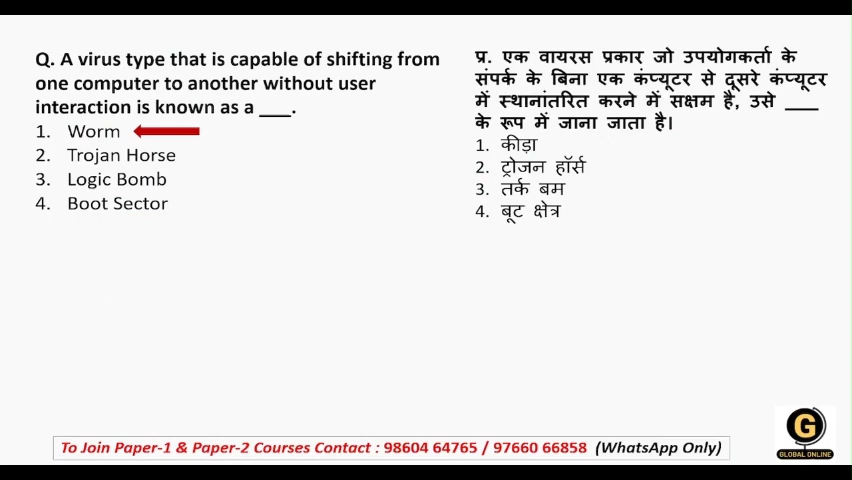 Q. A virus type that is capable of shifting from
one computer to another without user
interaction is known as a ___.
1. Worm
2. Trojan Horse
3. Logic Bomb
4. Boot Sector
प्र. एक वायरस प्रकार जो उपयोगकर्ता के
संपर्क के बिना एक कंप्यूटर से दूसरे कंप्यूटर
में स्थानांतरित करने में सक्षम है, उसे ___
के रूप में जाना जाता है।
1. कीड़ा
2. ट्रोजन हॉर्स
3. तर्क बम
4. बूट क्षेत्र
To Join Paper-1 & Paper-2 Courses Contact : 98604 64765 / 97660 66858 (WhatsApp Only)
G
GLOBAL ONLINE